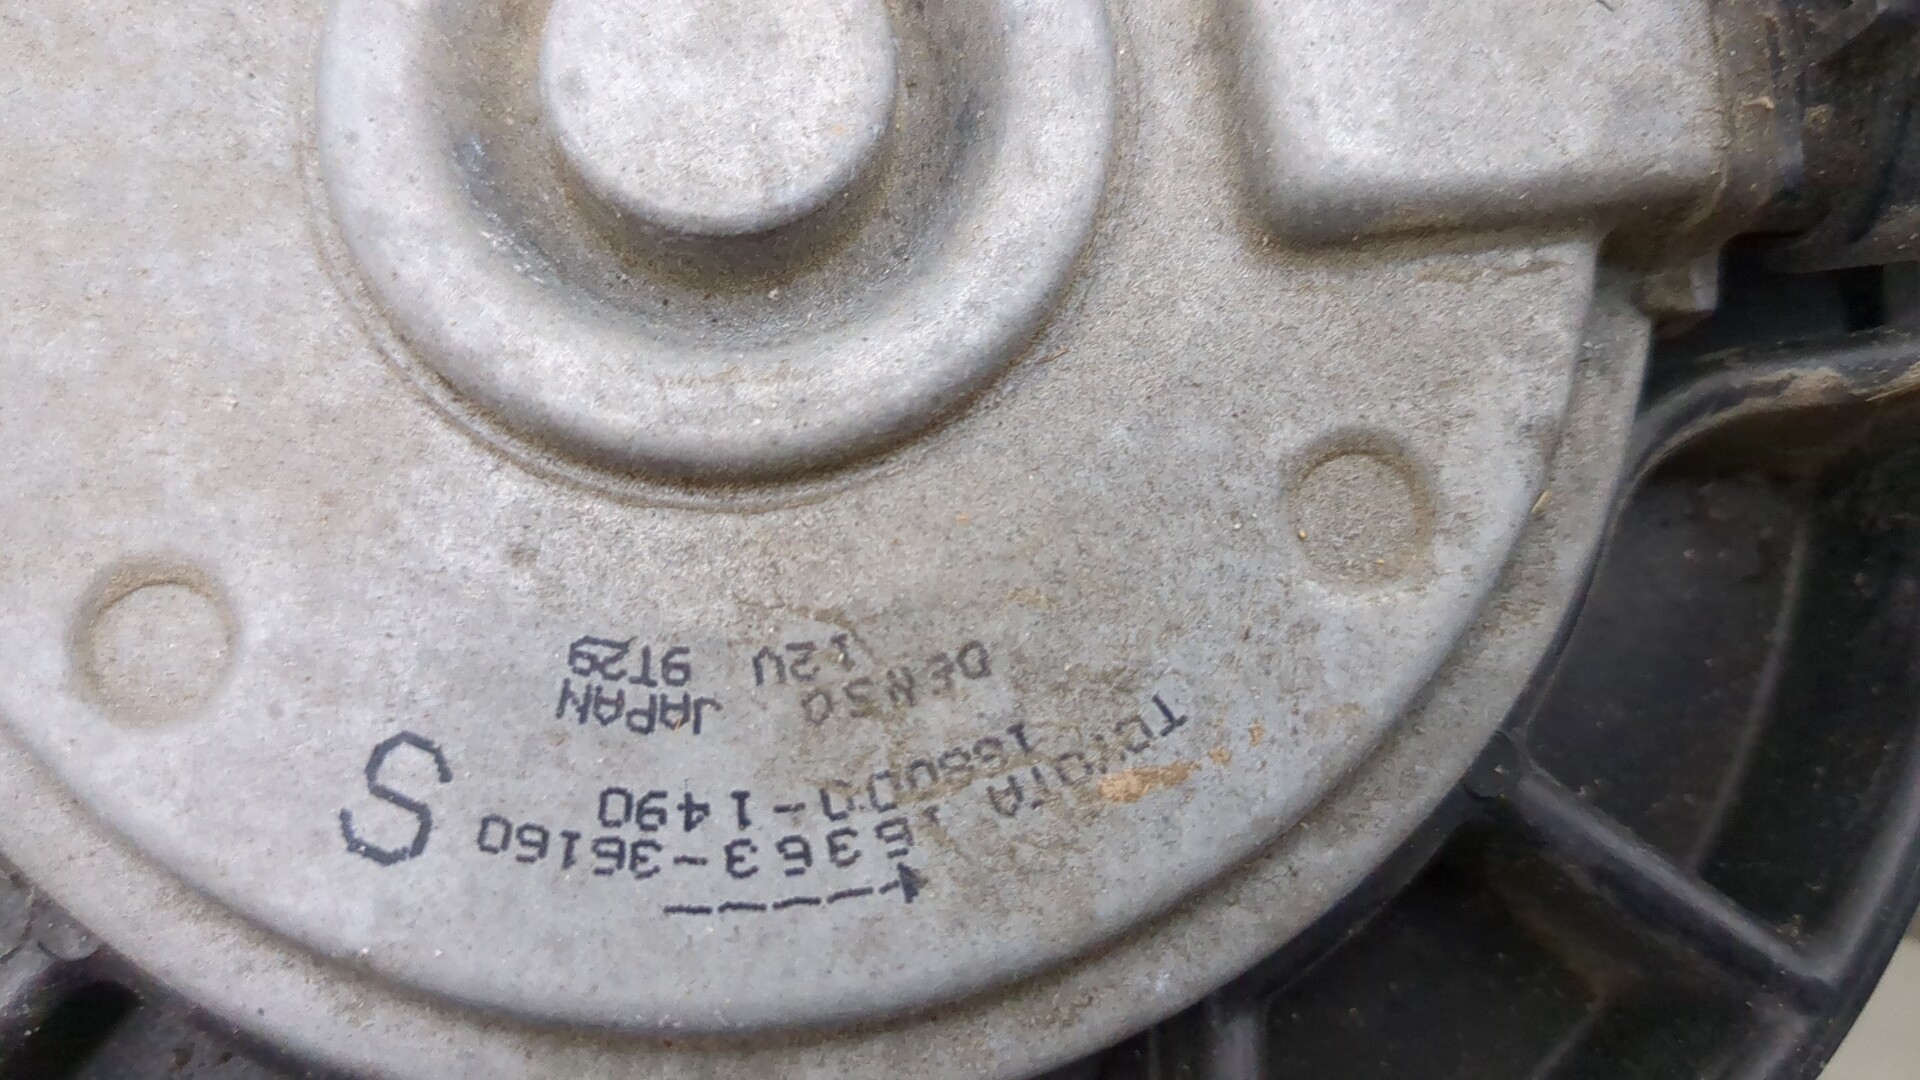 TOYOTA 16363-36160
168000-1490
S
DENSO JAPAN
12V 9T29